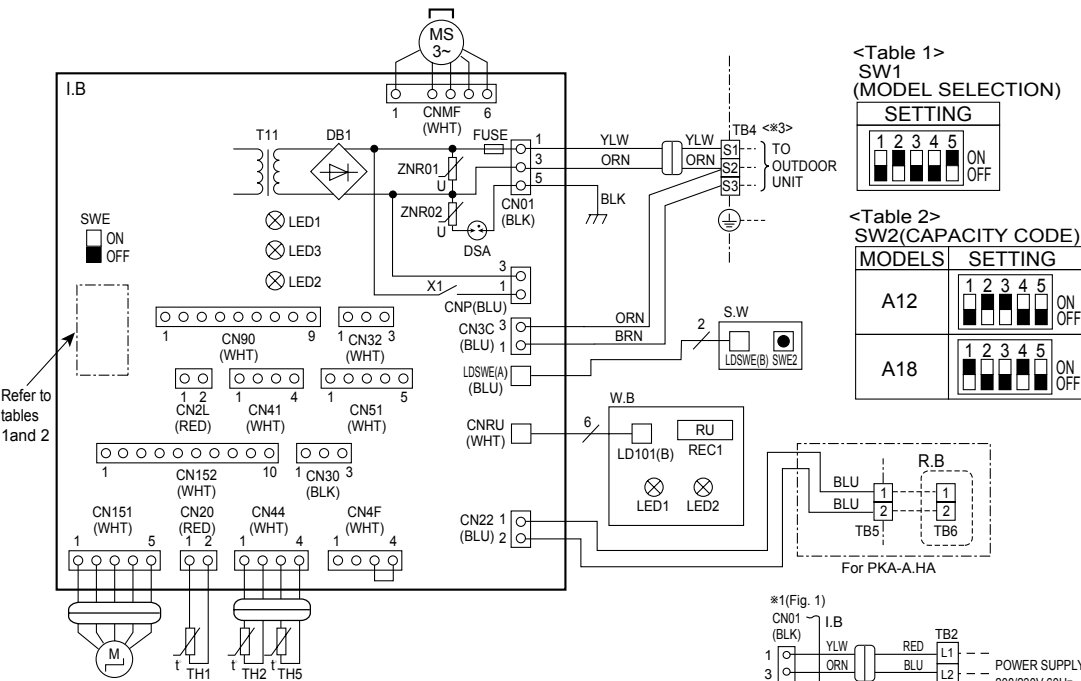 MS
3~
I.B
1 CNMF 6
(WHT)
T11
DB1
FUSE
ZNR01
U
ZNR02
U
DSA
1
3
5
CN01
(BLK)
YLW
ORN
BLK
YLW
ORN
TB4 <※3>
S1
S2
S3
TO
OUTDOOR
UNIT
SWE
ON
OFF
LED1
LED3
LED2
X1
3
1
CNP(BLU)
CN3C 3
(BLU) 1
ORN
BRN
LDSWE(A)
(BLU)
2
S.W
LDSWE(B) SWE2
1 9
CN90
(WHT)
1 3
CN32
(WHT)
Refer to
tables
1and 2
1 2
CN2L
(RED)
1 4
CN41
(WHT)
1 5
CN51
(WHT)
CNRU
(WHT)
6
W.B
LD101(B)
RU
REC1
LED1 LED2
1 10
CN152
(WHT)
1 3
CN30
(BLK)
CN151
(WHT)
1 5
CN20
(RED)
1 2
CN44
(WHT)
1 4
CN4F
(WHT)
1 4
CN22 1
(BLU) 2
BLU
BLU
1
2
TB5
R.B
1
2
TB6
For PKA-A.HA
M
t TH1
t TH2
t TH5
<Table 1>
SW1
(MODEL SELECTION)
SETTING
1 2 3 4 5
ON
OFF
<Table 2>
SW2(CAPACITY CODE)
MODELS SETTING
A12
1 2 3 4 5
ON
OFF
A18
1 2 3 4 5
ON
OFF
※1(Fig. 1)
CN01
(BLK)
I.B
1
3
YLW
ORN
RED
BLU
TB2
L1
L2
POWER SUPPLY